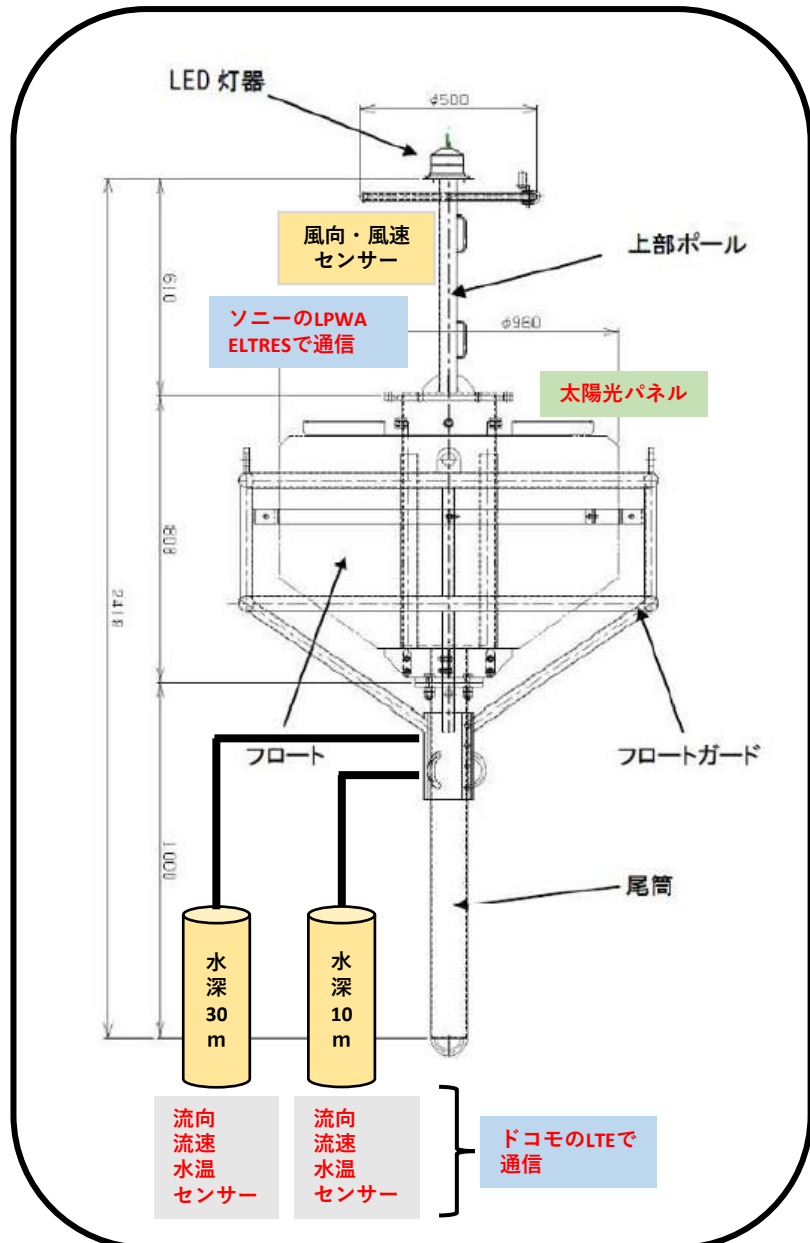 LED 灯器
φ500
風向・風速
センサー
上部ポール
610
ソニーのLPWA
ELTRESで通信
φ980
太陽光パネル
808
2418
フロート
フロートガード
1000
尾筒
水
深
30
m
水
深
10
m
流向
流速
水温
センサー
流向
流速
水温
センサー
ドコモのLTEで
通信